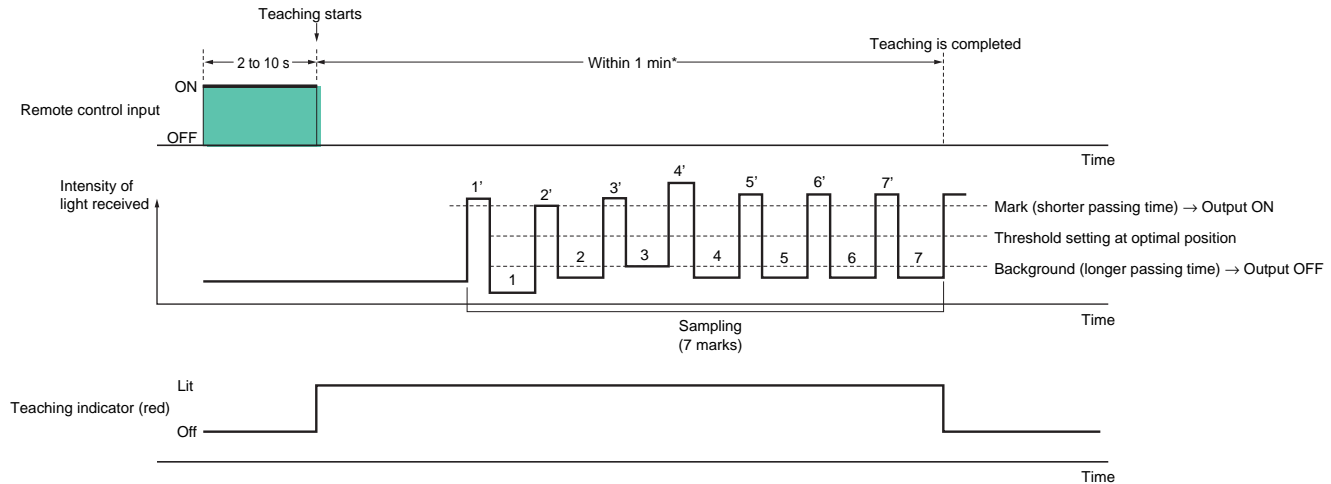 Teaching starts
Teaching is completed
2 to 10 s
Within 1 min*
ON
Remote control input
OFF
Time
Intensity of
light received
1'
2'
3'
4'
5'
6'
7'
Mark (shorter passing time) → Output ON
Threshold setting at optimal position
1
2
3
4
5
6
7
Background (longer passing time) → Output OFF
Time
Sampling
(7 marks)
Lit
Teaching indicator (red)
Off
Time